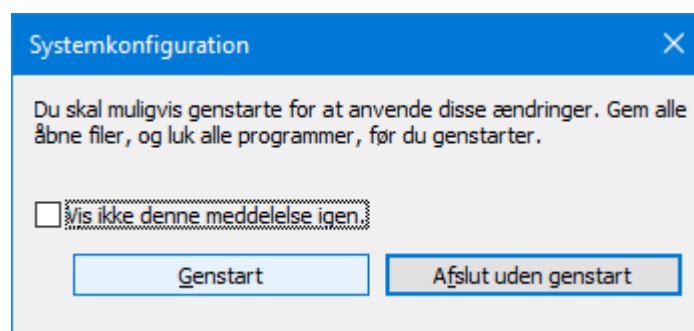 Systemkonfiguration
Du skal muligvis genstarte for at anvende disse ændringer. Gem alle
åbne filer, og luk alle programmer, før du genstarter.
Vis ikke denne meddelelse igen.
Genstart
Afslut uden genstart